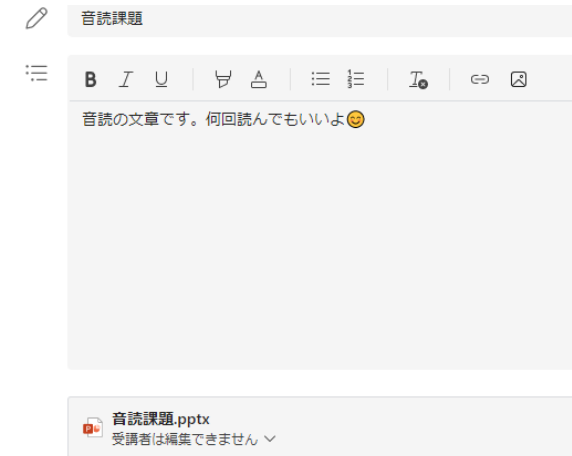 音読課題
B I U A
音読の文章です。何回読んでもいいよ😊
音読課題.pptx
受講者は編集できません